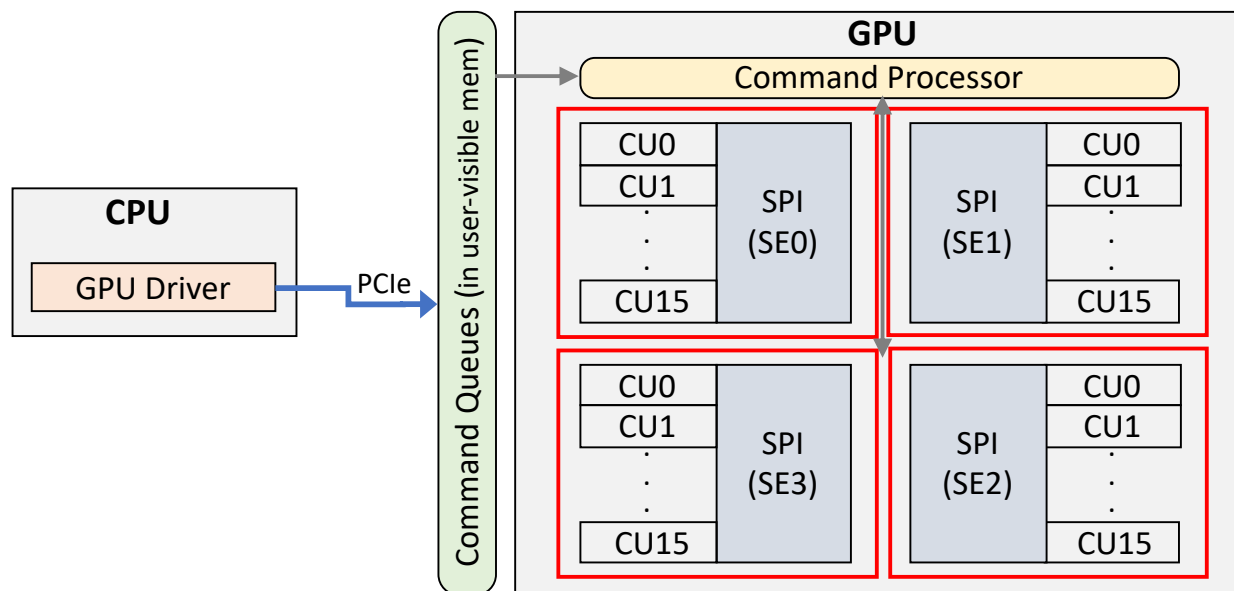 CPU
GPU Driver
PCIe
Command Queues (in user-visible mem)
GPU
Command Processor
CU0
CU1
.
.
.
CU15
SPI
(SE0)
SPI
(SE1)
CU0
CU1
.
.
.
CU15
CU0
CU1
.
.
.
CU15
SPI
(SE3)
SPI
(SE2)
CU0
CU1
.
.
.
CU15